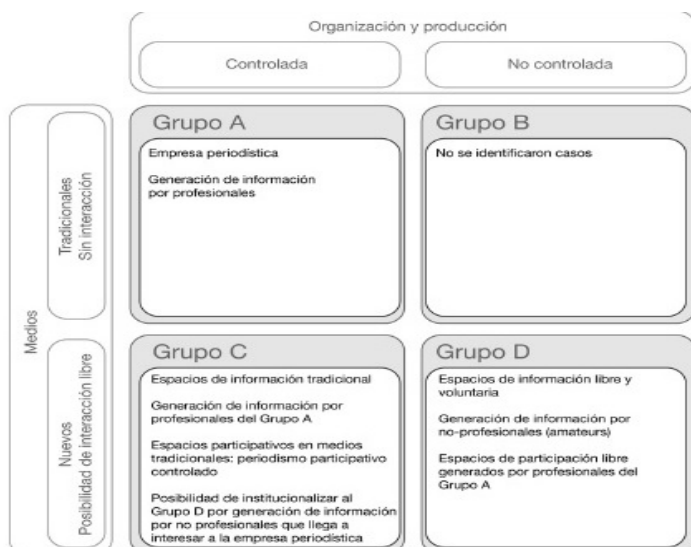 Organización y producción
Controlada
No controlada
Medios
Tradicionales
Sin interacción
Grupo A
Empresa periodística
Generación de información
por profesionales
Grupo B
No se identificaron casos
Nuevos
Posibilidad de interacción libre
Grupo C
Espacios de información tradicional
Generación de información por
profesionales del Grupo A
Espacios participativos en medios
tradicionales: periodismo participativo
controlado
Posibilidad de institucionalizar al
Grupo D por generación de información
por no profesionales que llega a
interesar a la empresa periodística
Grupo D
Espacios de información libre y
voluntaria
Generación de información por
no-profesionales (amateurs)
Espacios de participación libre
generados por profesionales del
Grupo A